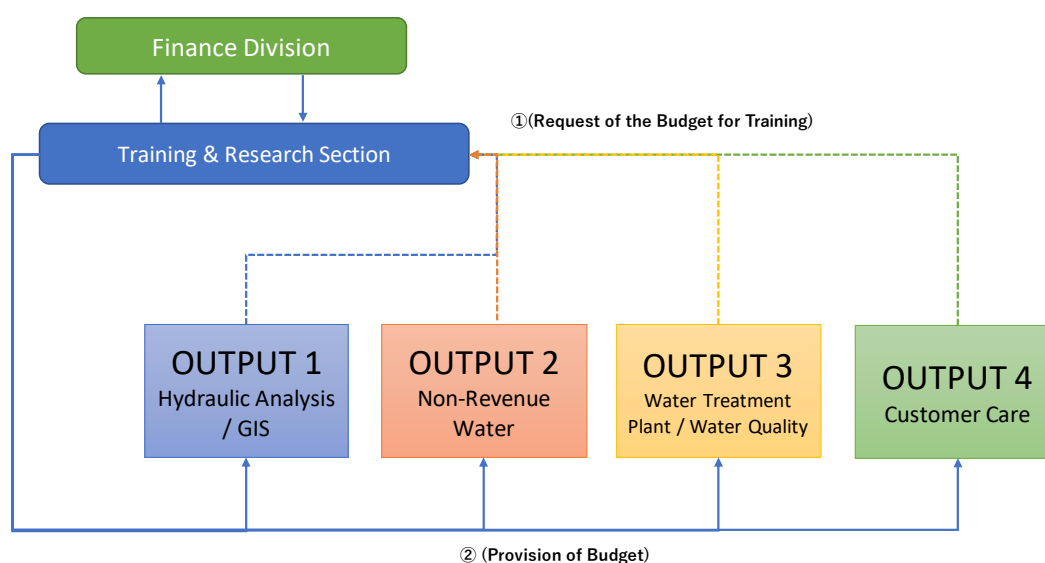 Finance Division
①(Request of the Budget for Training)
Training & Research Section
OUTPUT 1
Hydraulic Analysis
/ GIS
OUTPUT 2
Non-Revenue
Water
OUTPUT 3
Water Treatment
Plant / Water Quality
OUTPUT 4
Customer Care
② (Provision of Budget)